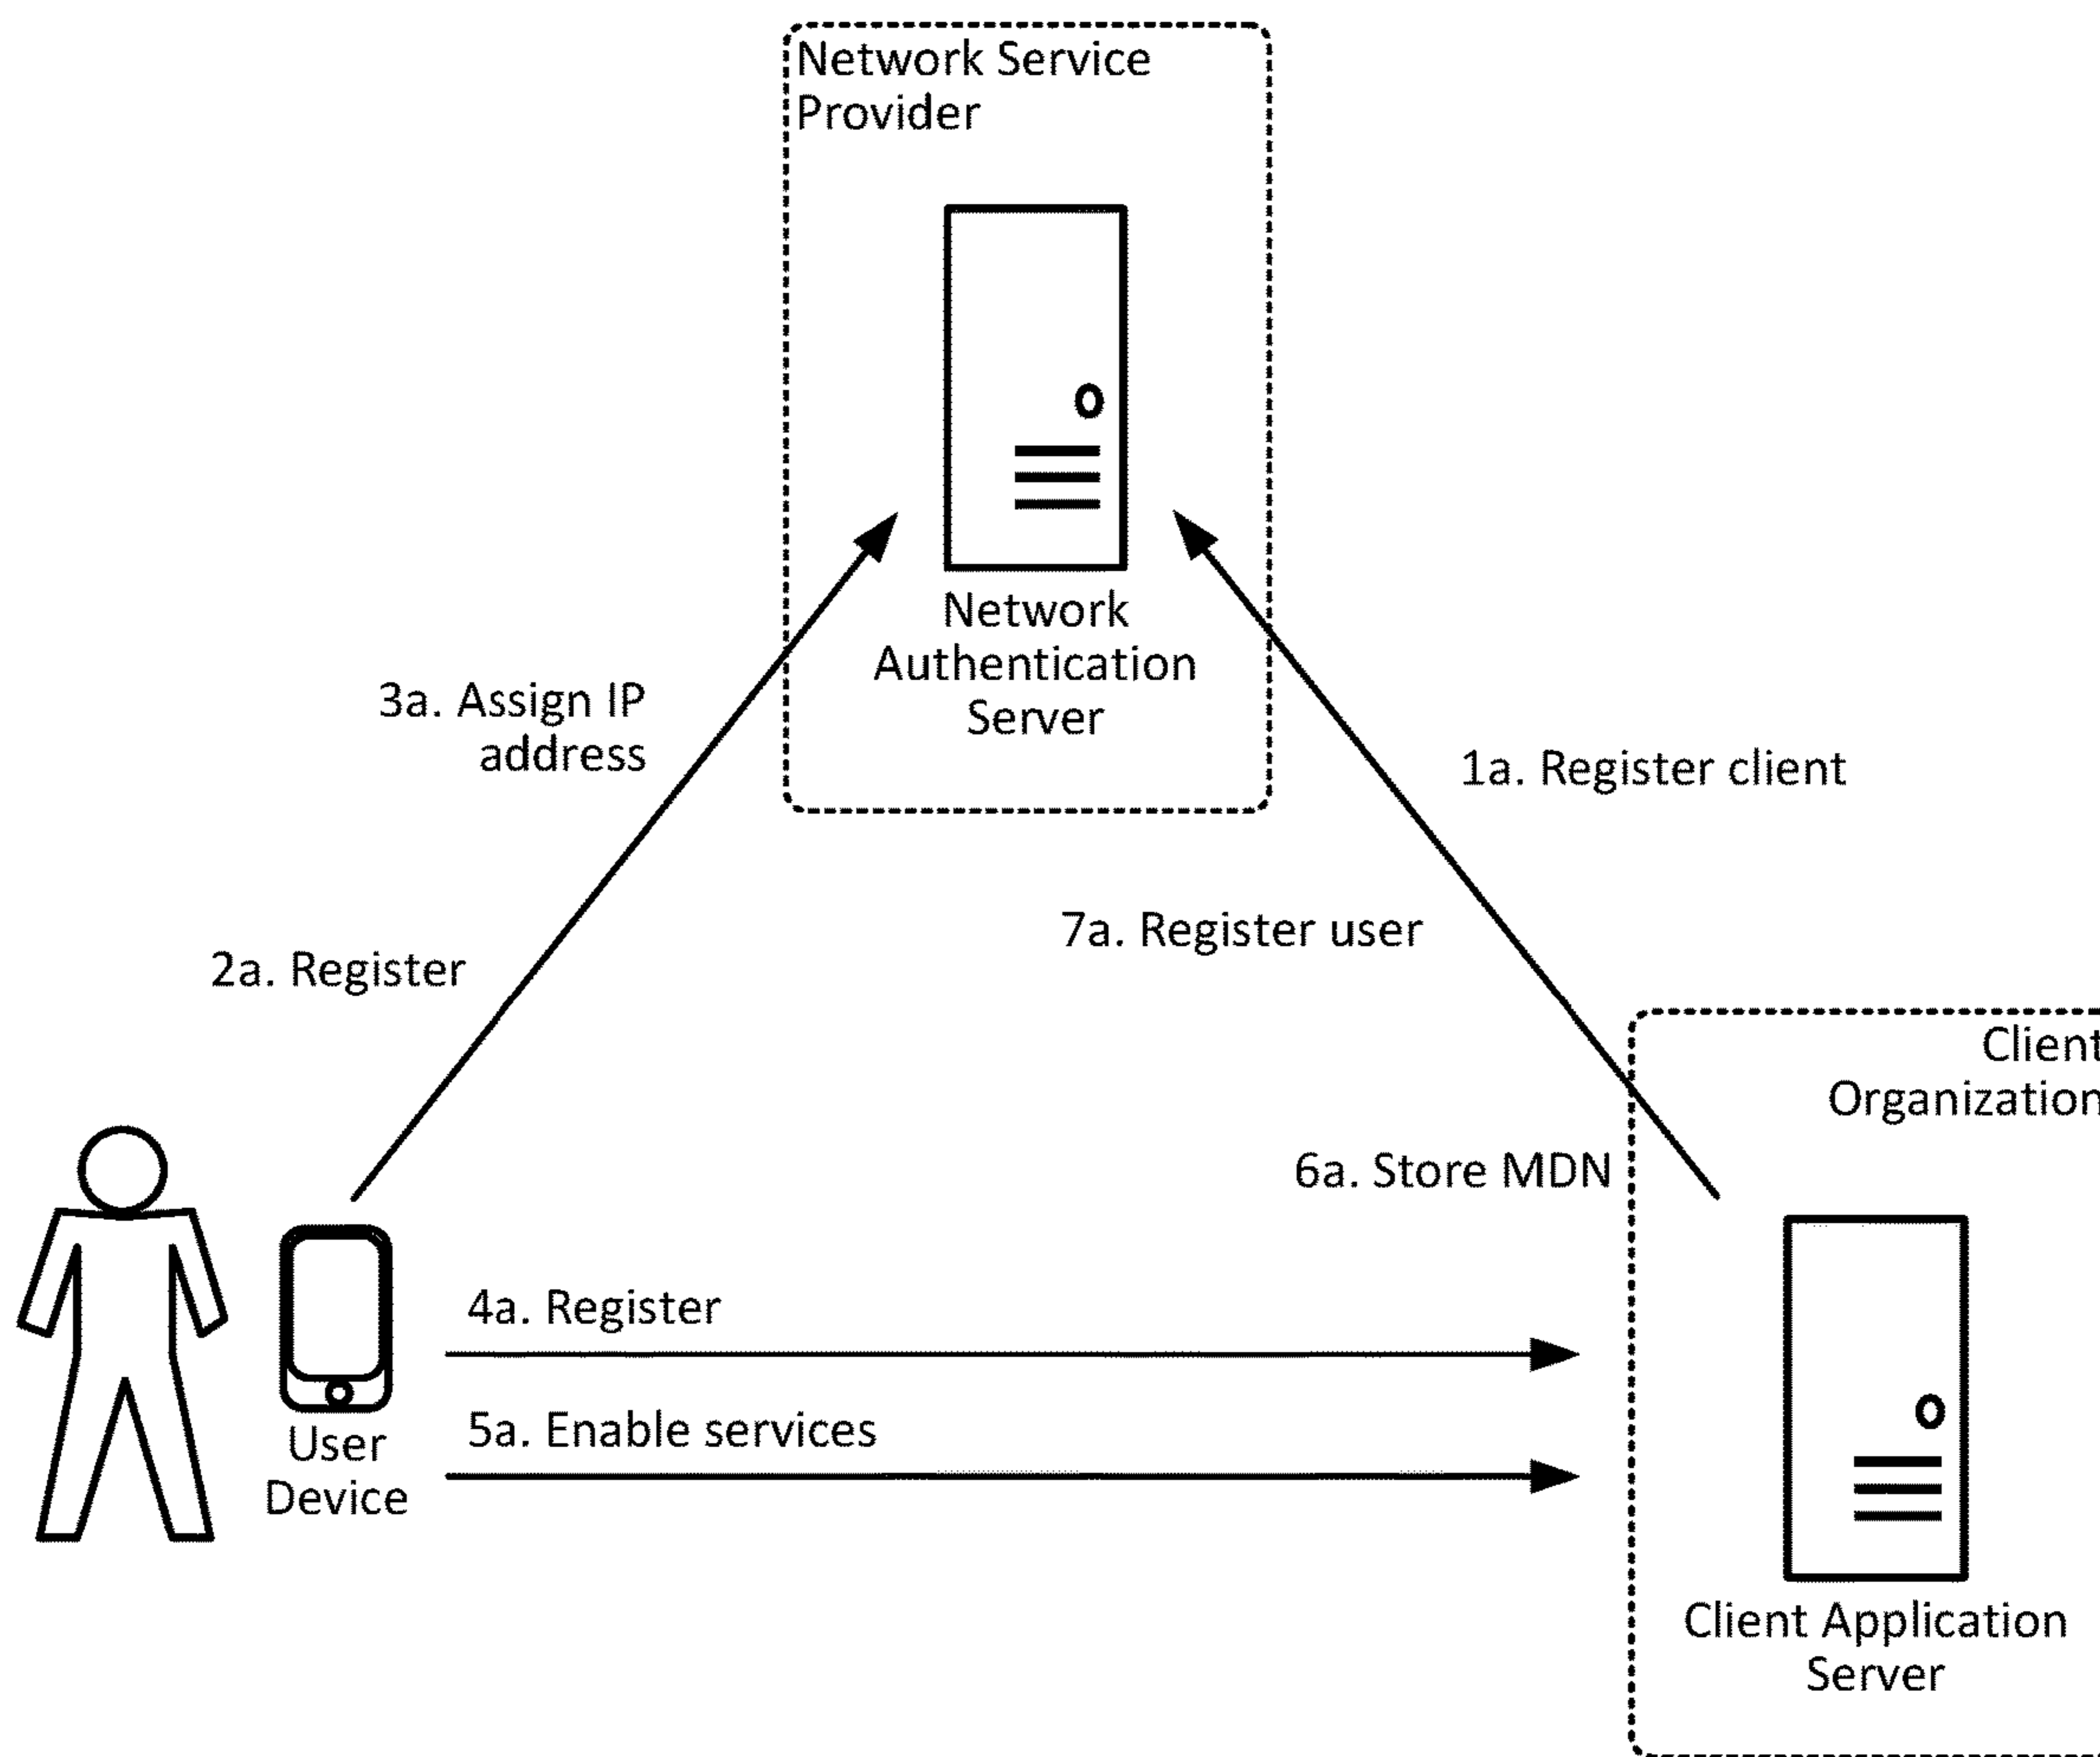 Network Service
Provider
Network
Authentication
Server
3a. Assign IP
address
1a. Register client
7a. Register user
2a. Register
Client
Organization
6a. Store MDN
4a. Register
5a. Enable services
User
Device
Client Application
Server